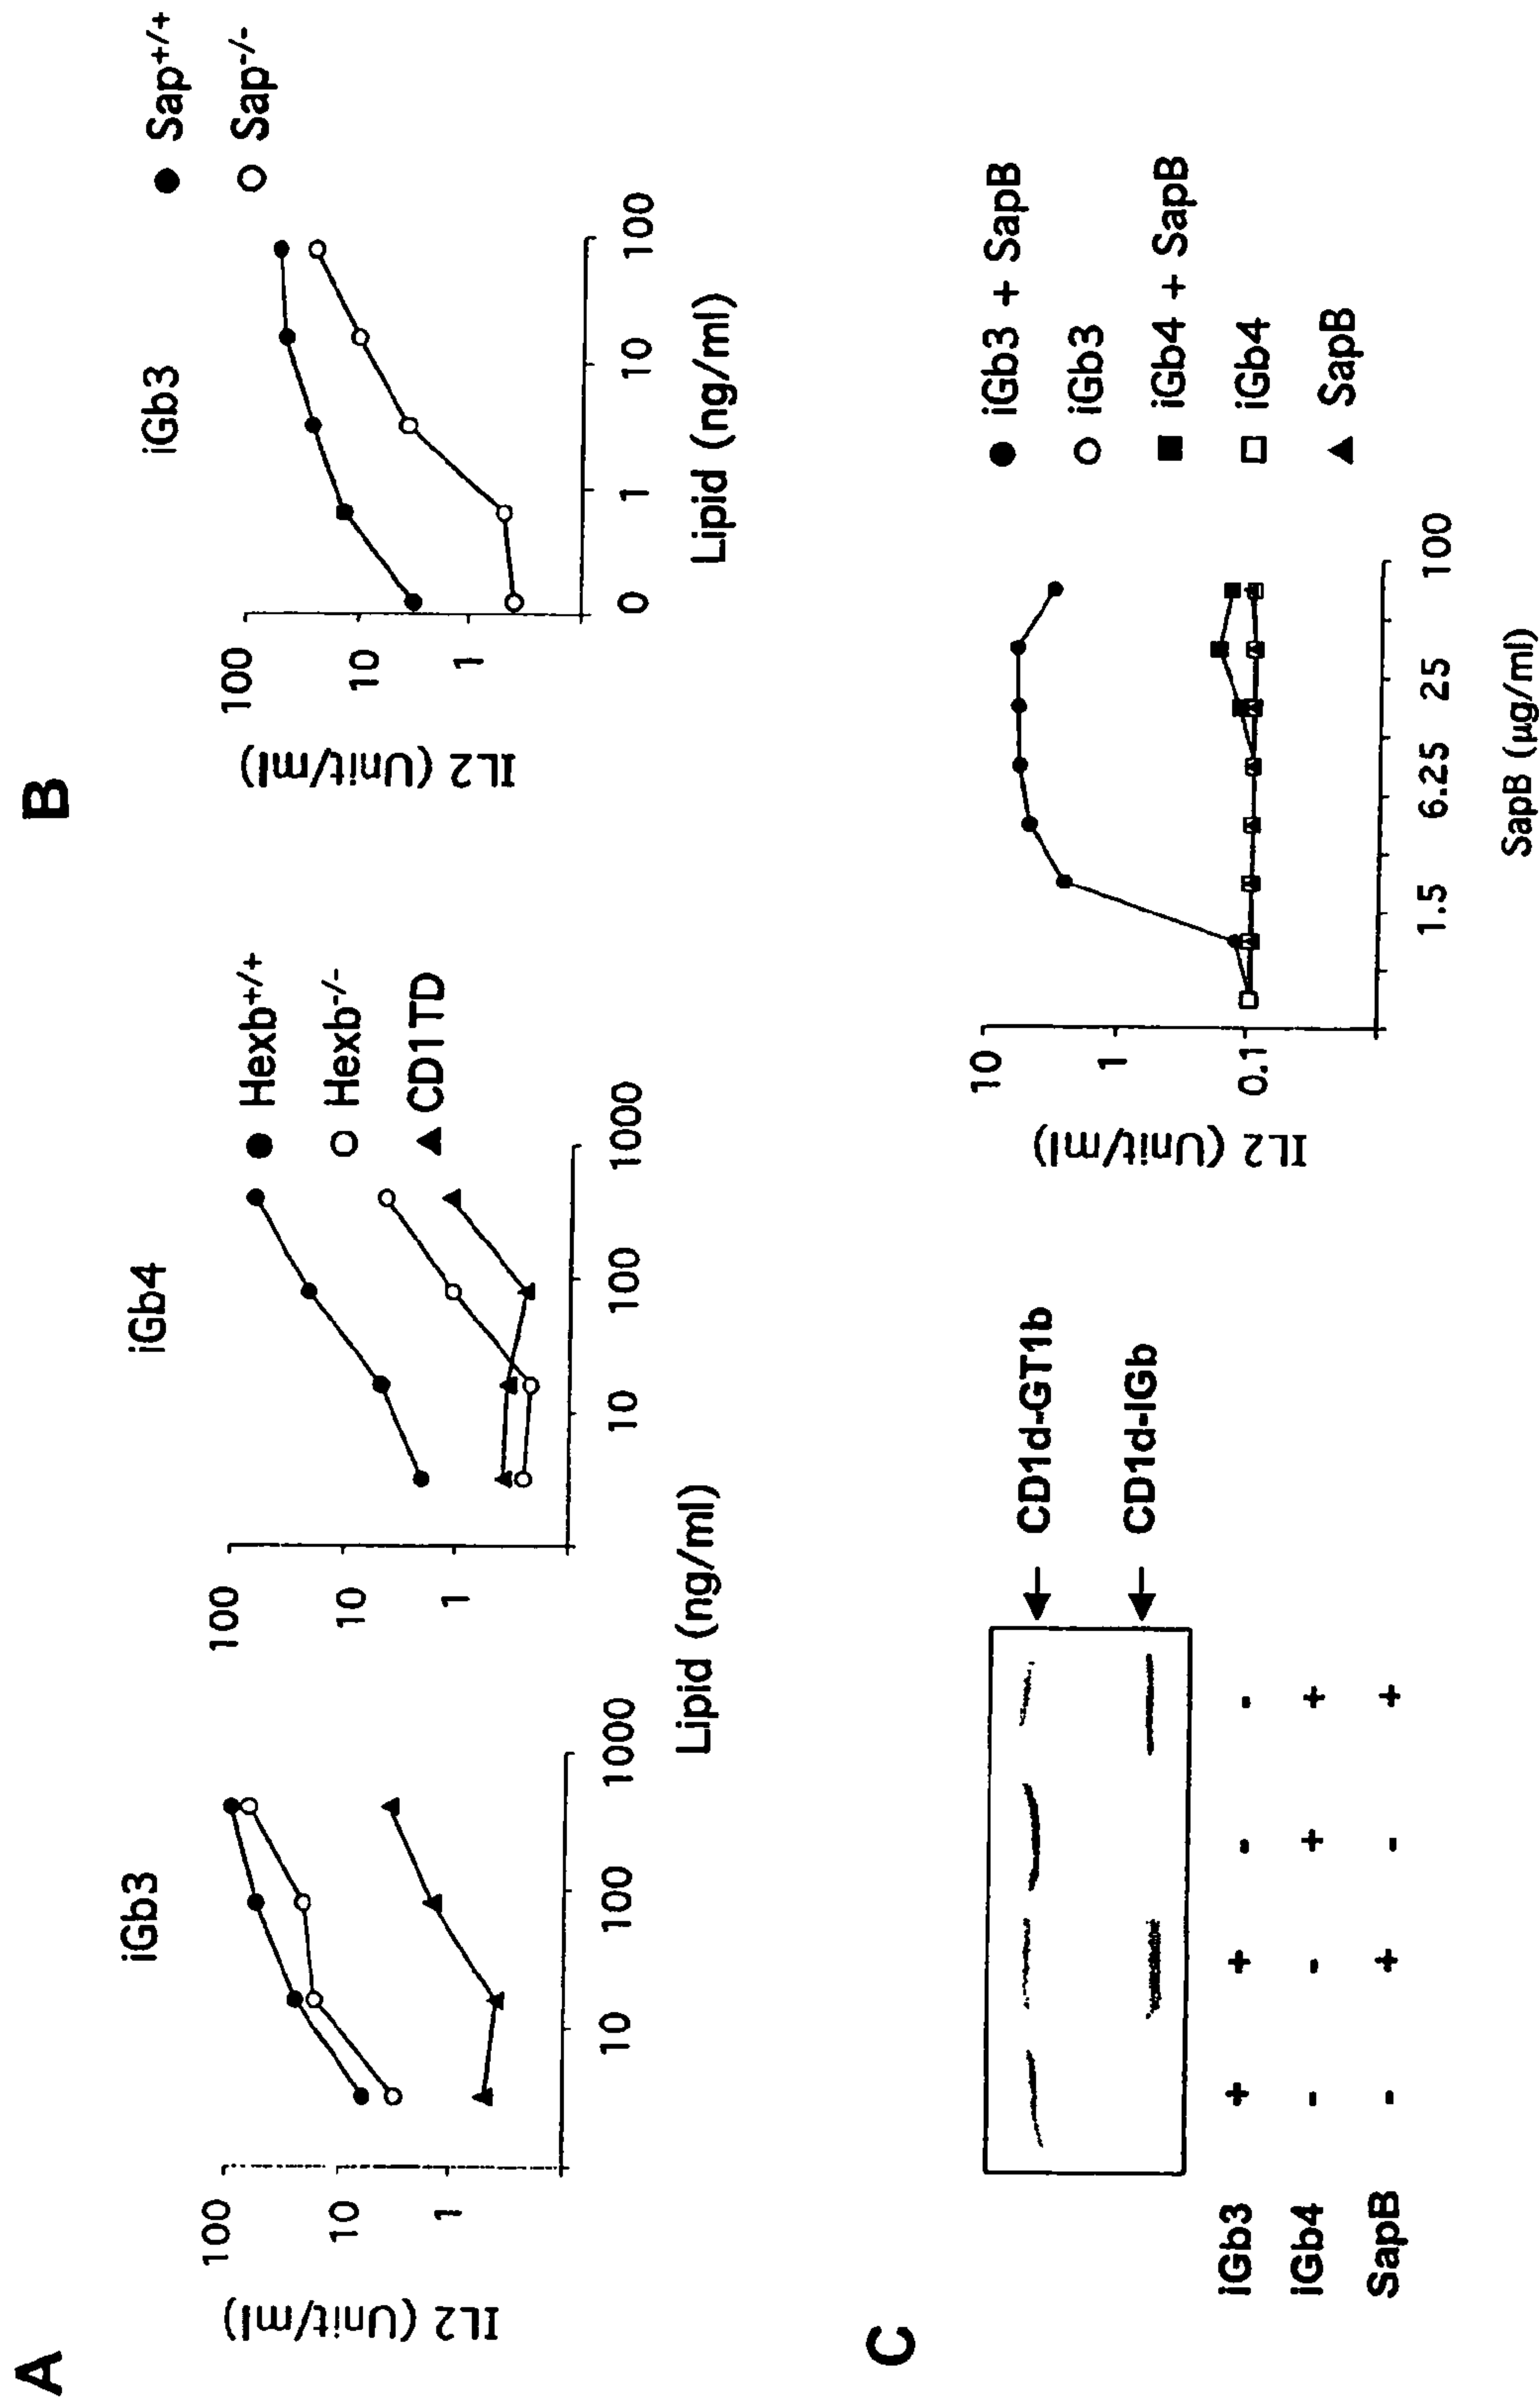 A
iGb3
IL2 (Unit/ml)
100
10
1
10
100
1000
iGb4
100
10
1
10
100
1000
Lipid (ng/ml)
● Hexb+/+
○ Hexb-/-
▲ CD1TD
B
iGb3
IL2 (Unit/ml)
100
10
1
0
1
10
100
Lipid (ng/ml)
● Sap+/+
○ Sap-/-
C
← CD1d-GT1b
← CD1d-iGb
iGb3 + + - -
iGb4 - - + +
SapB - + - +
IL2 (Unit/ml)
10
1
0.1
1.5
6.25
25
100
SapB (μg/ml)
● iGb3 + SapB
○ iGb3
■ iGb4 + SapB
□ iGb4
▲ SapB